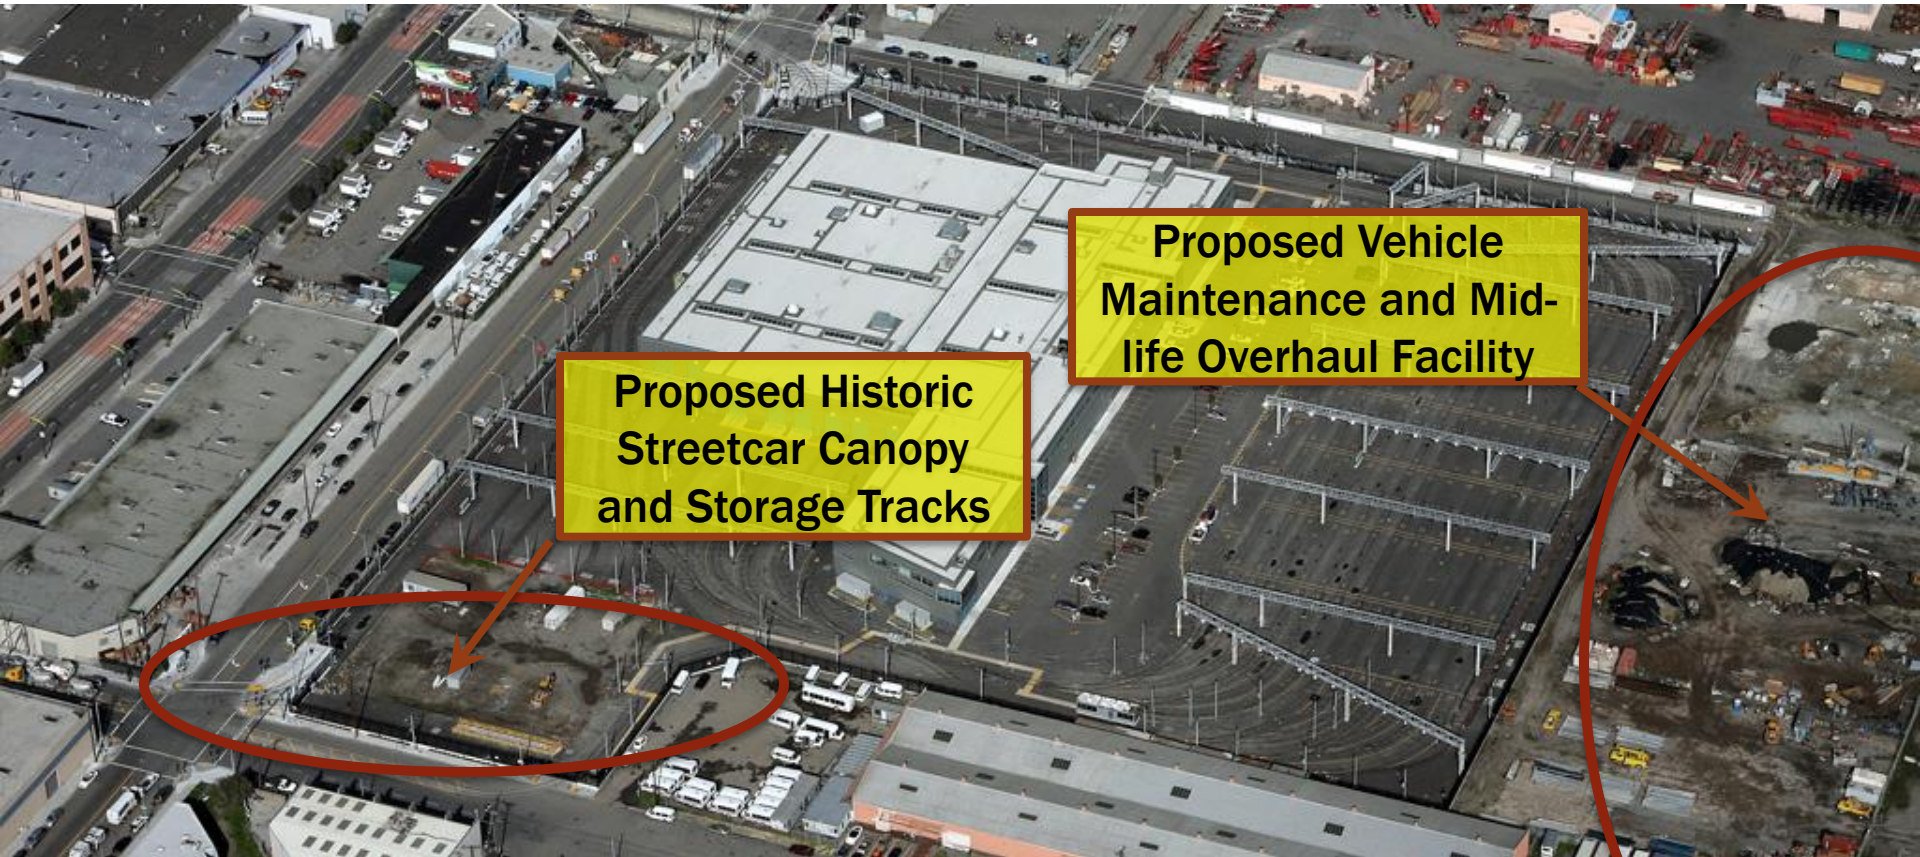 Proposed Vehicle
Maintenance and Mid-
life Overhaul Facility
Proposed Historic
Streetcar Canopy
and Storage Tracks